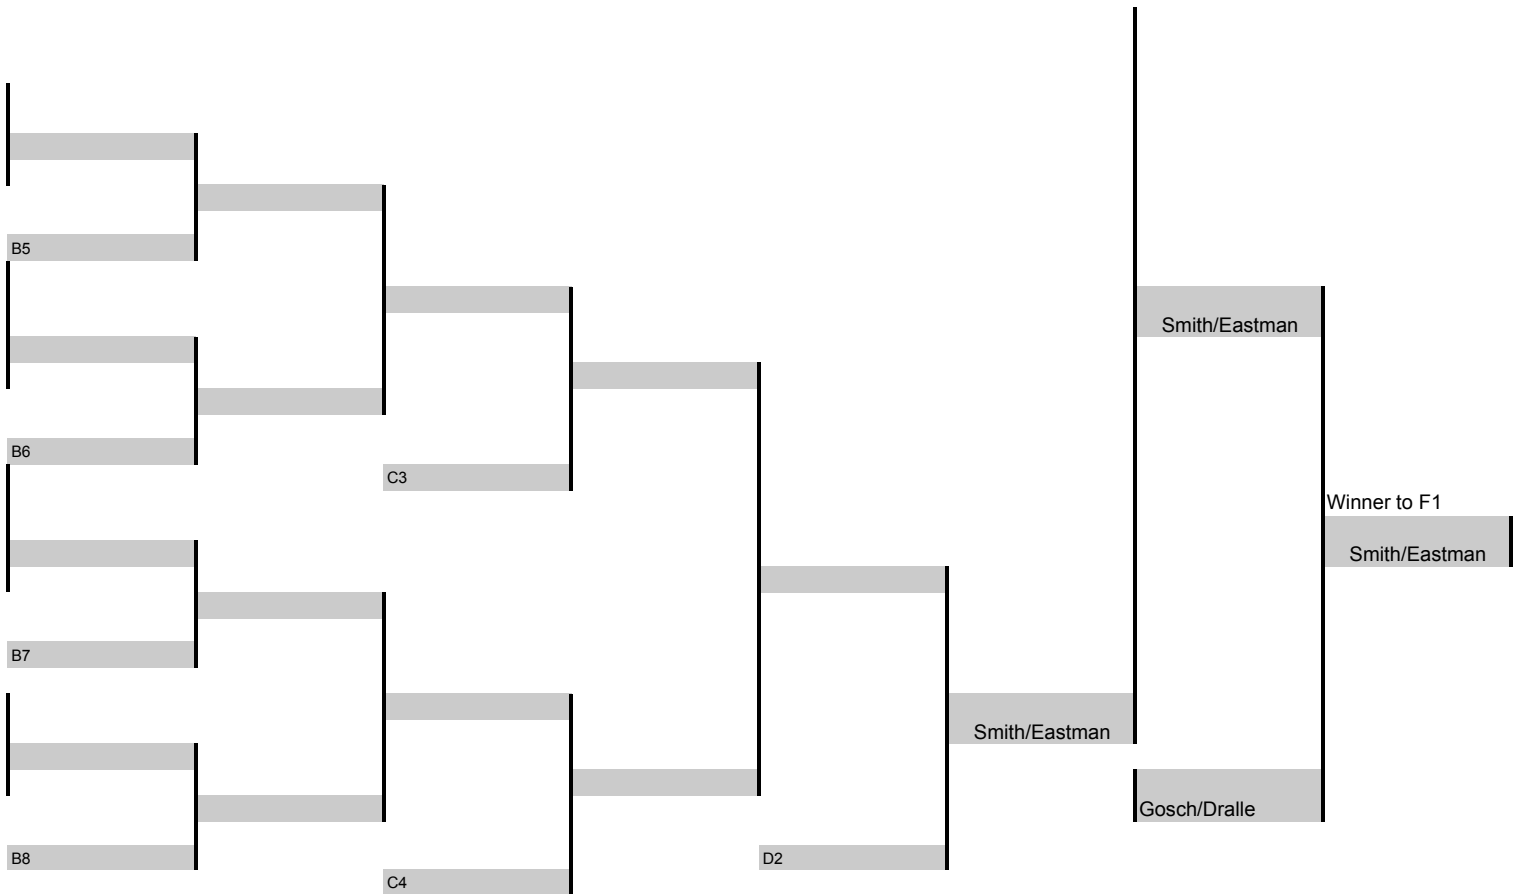 B5
Smith/Eastman
B6
C3
Winner to F1
Smith/Eastman
B7
Smith/Eastman
Gosch/Dralle
B8
D2
C4